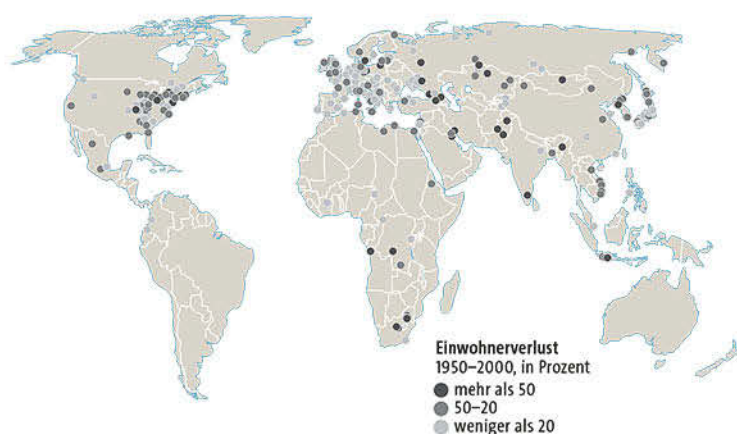 Einwohnerverlust
1950–2000, in Prozent
mehr als 50
50–20
weniger als 20